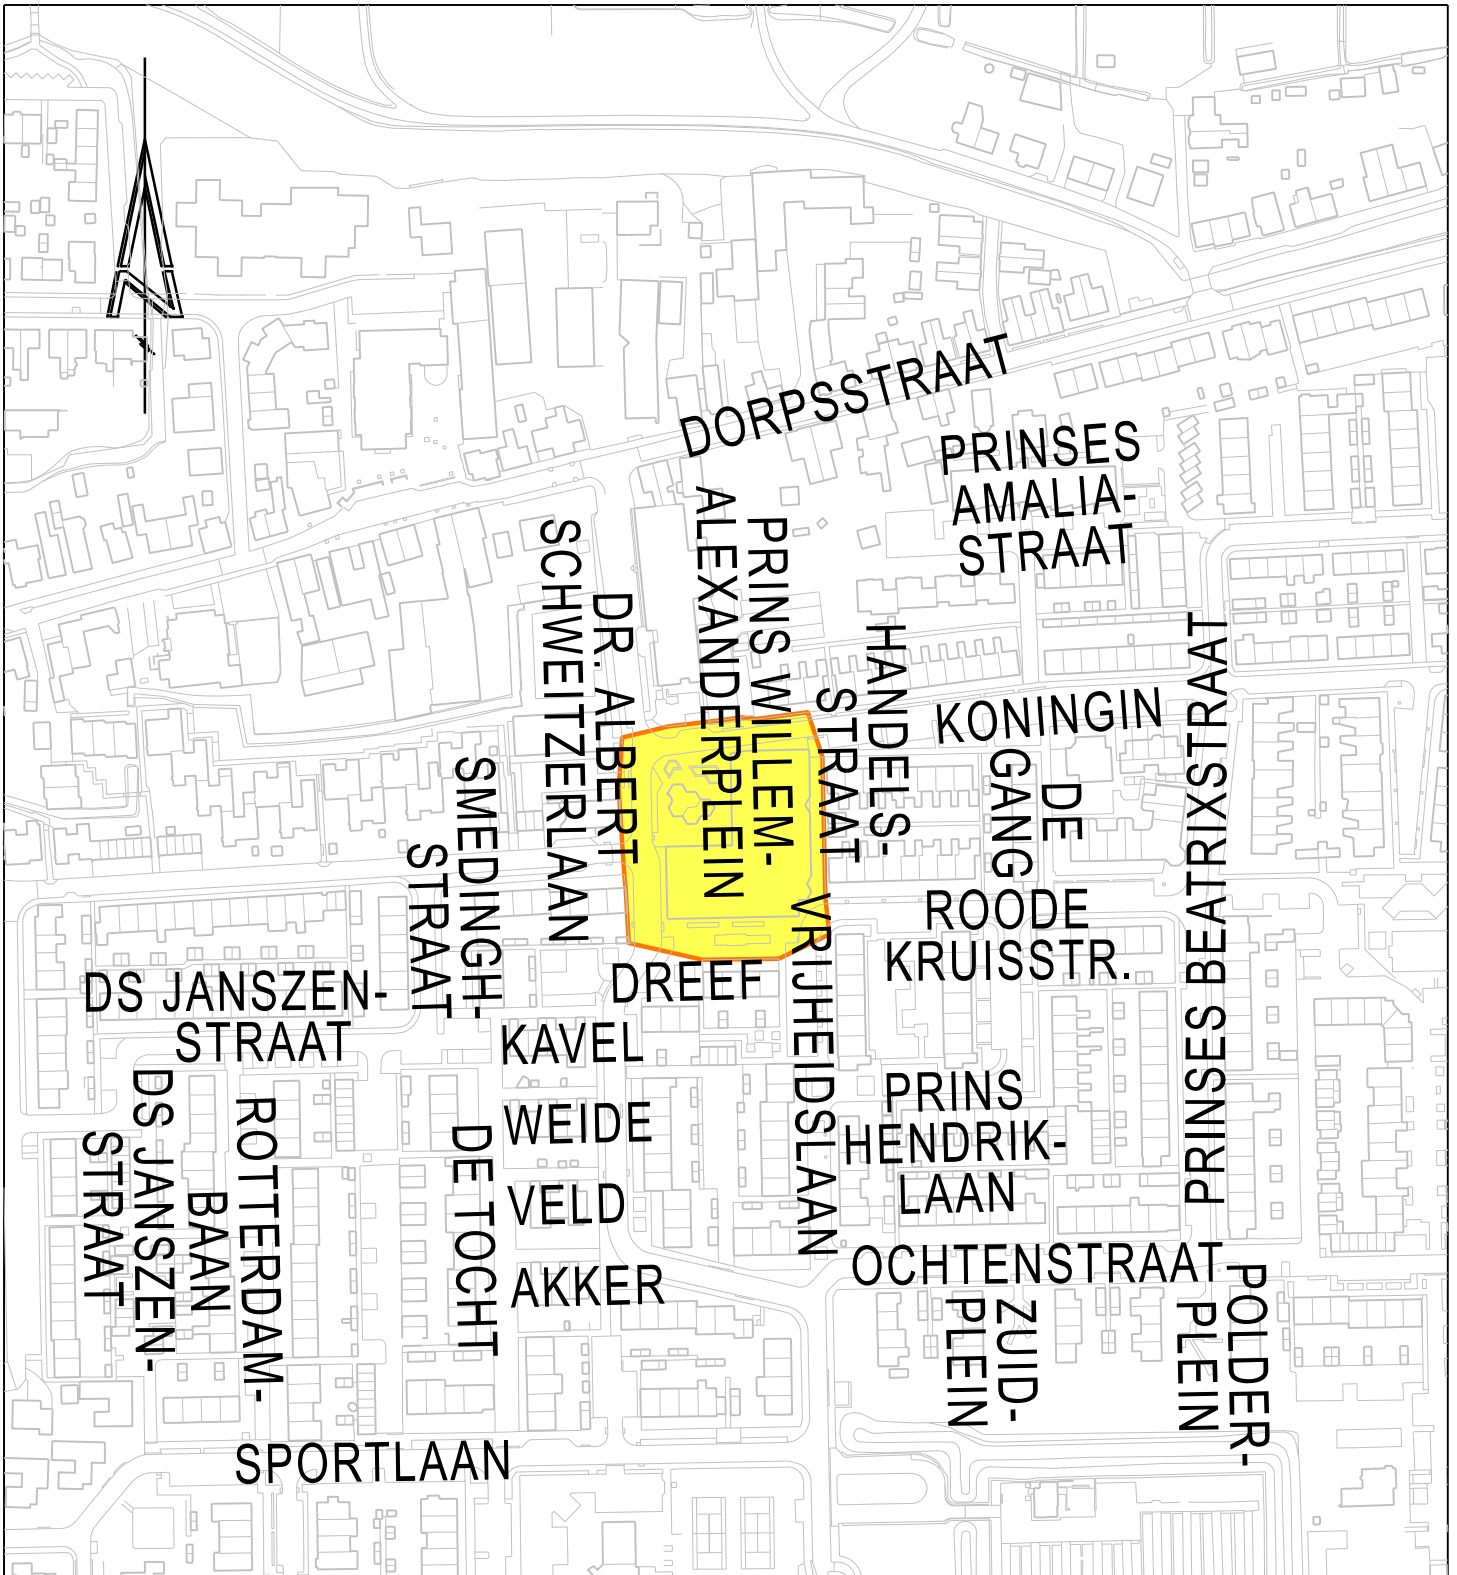 DORPSSTRAAT
PRINSES
AMALIA-
STRAAT
PRINS WILLEM-
ALEXANDERPLEIN
DR. ALBERT
SCHWEITZERLAAN
HANDELS-
STRAAT
KONINGIN
DE
GANG
PRINSES BEATRIXSTRAAT
SMEDINGH-
STRAAT
ROODE
KRUISSTR.
VRIJHEIDSLAAN
DREEF
DS JANSZEN-
STRAAT
KAVEL
WEIDE
VELD
AKKER
DE TOCHT
ROTTERDAM-
BAAN
DS JANSZEN-
STRAAT
PRINS
HENDRIK-
LAAN
OCHTENSTRAAT
ZUID-
PLEIN
POLDER-
PLEIN
SPORTLAAN